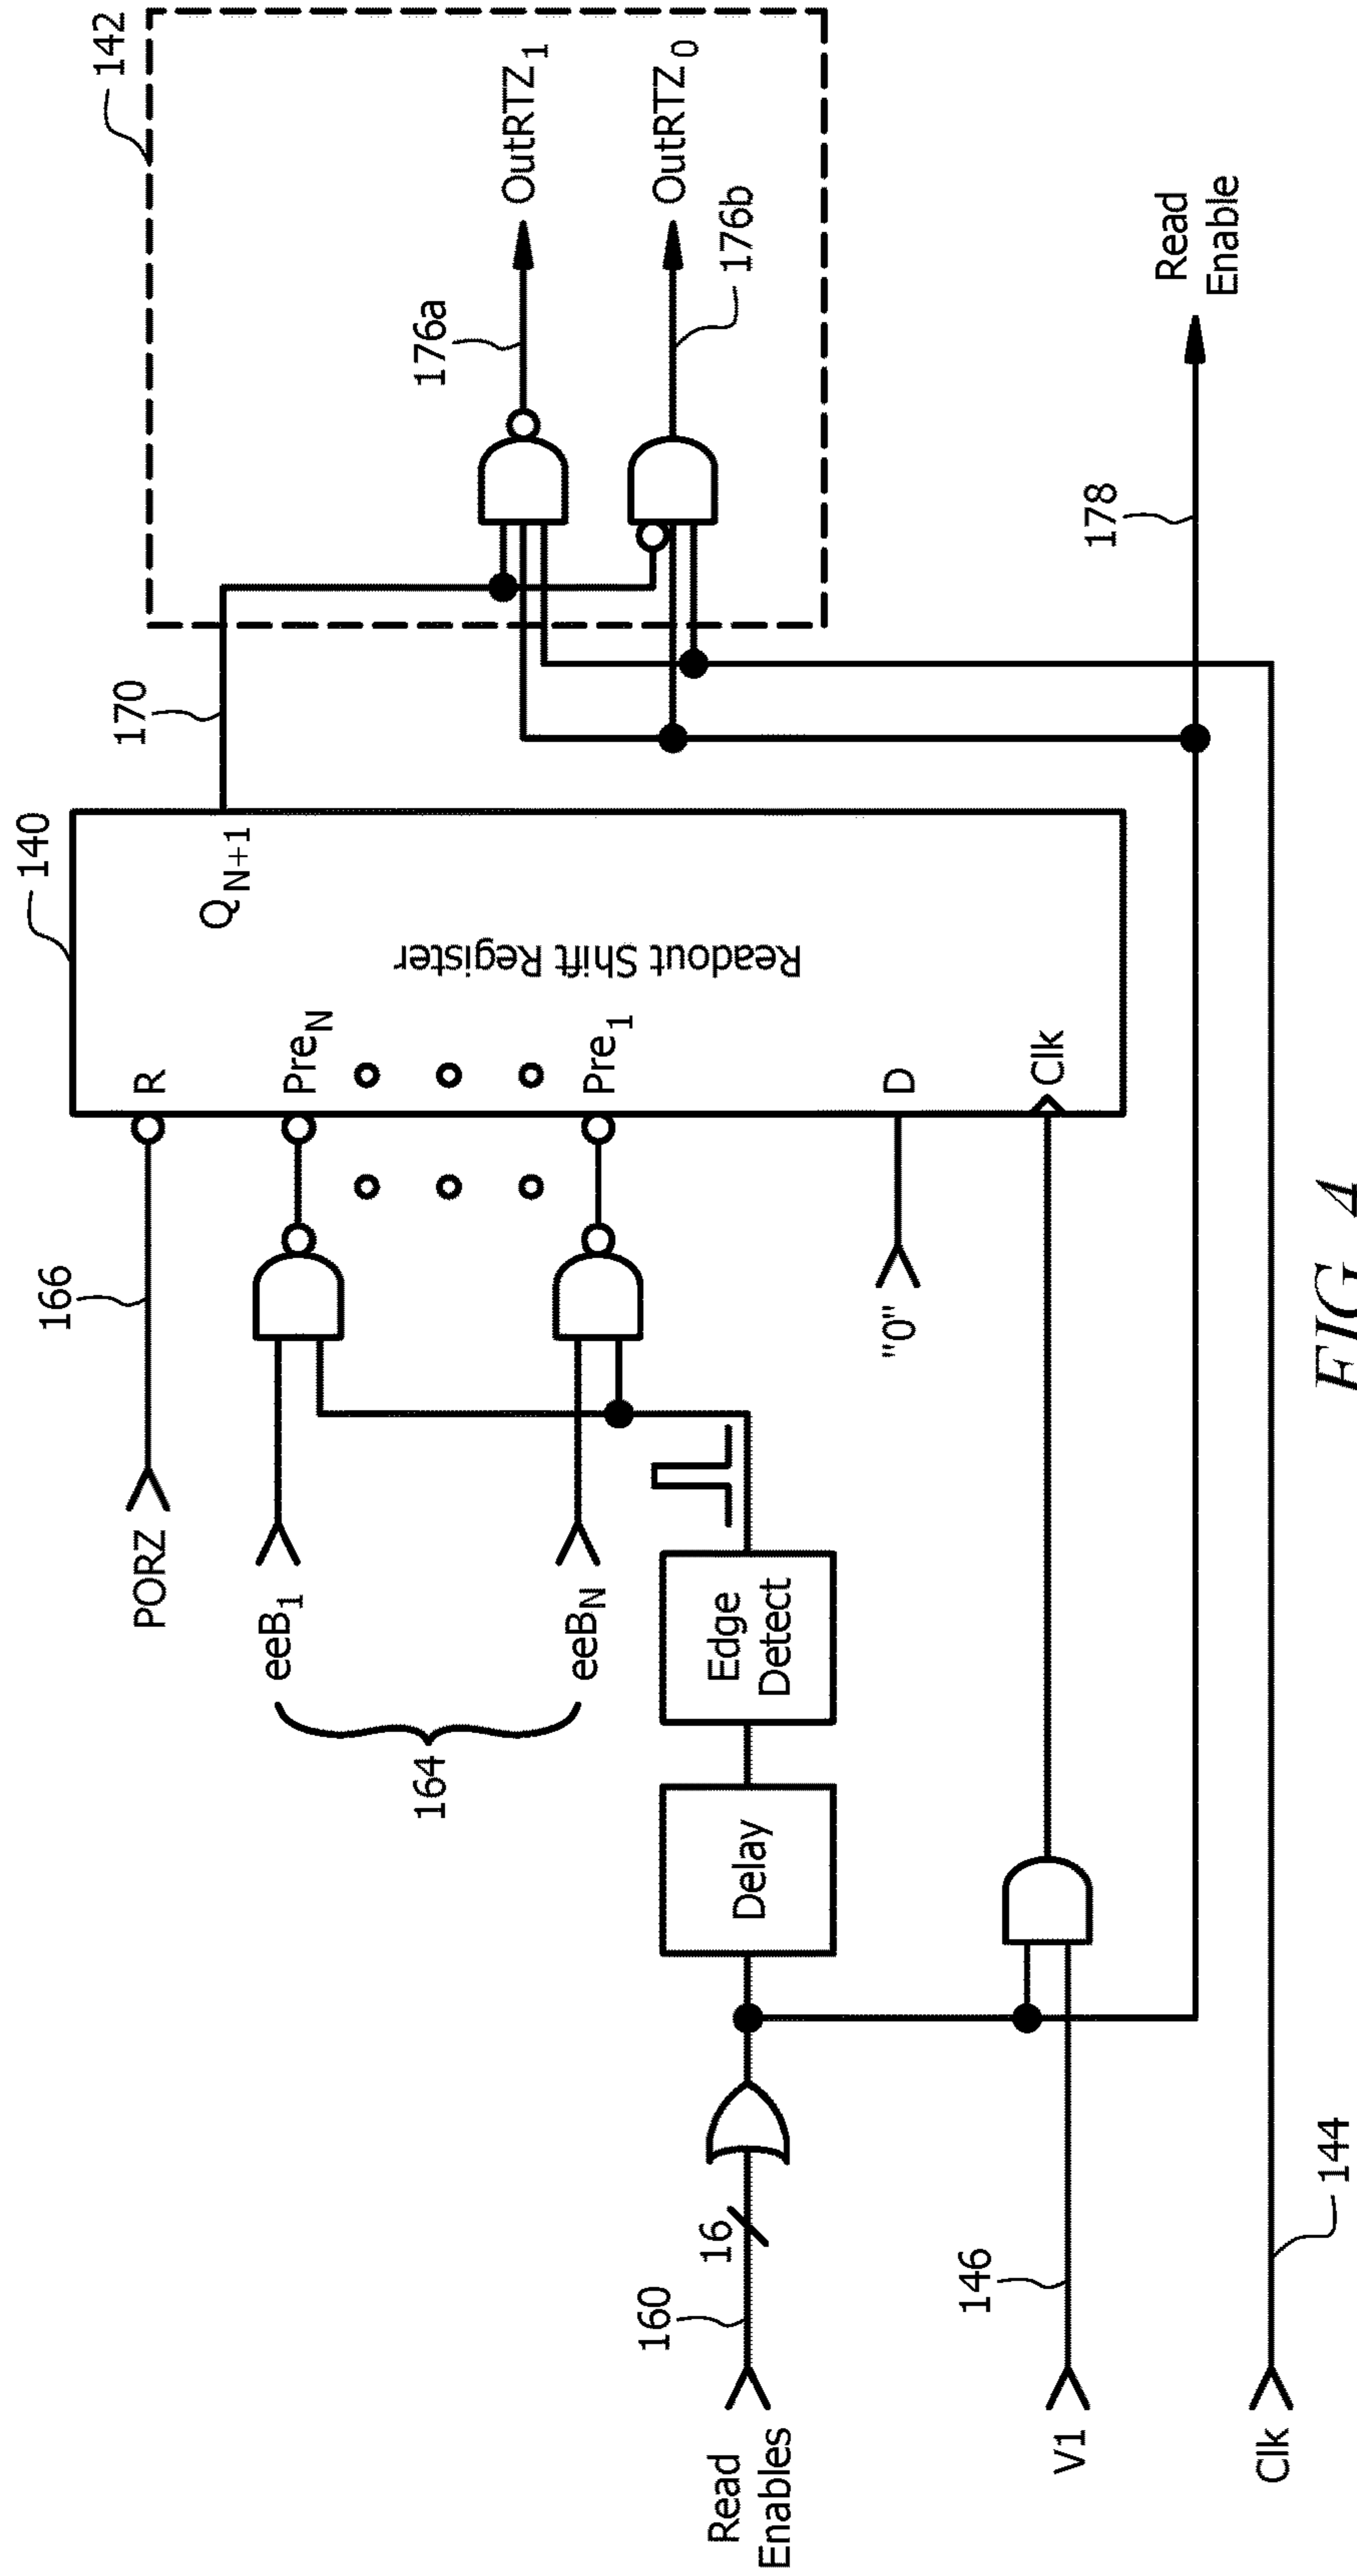 142
140
170
176a
OutRTZ1
OutRTZ0
176b
166
PORZ
R
QN+1
eeB1
PreN
164
eeBN
Pre1
Readout Shift Register
Edge
Detect
Delay
"0"
D
16
160
Read
Enables
146
V1
Clk
178
Read
Enable
Clk
144
FIG. 4